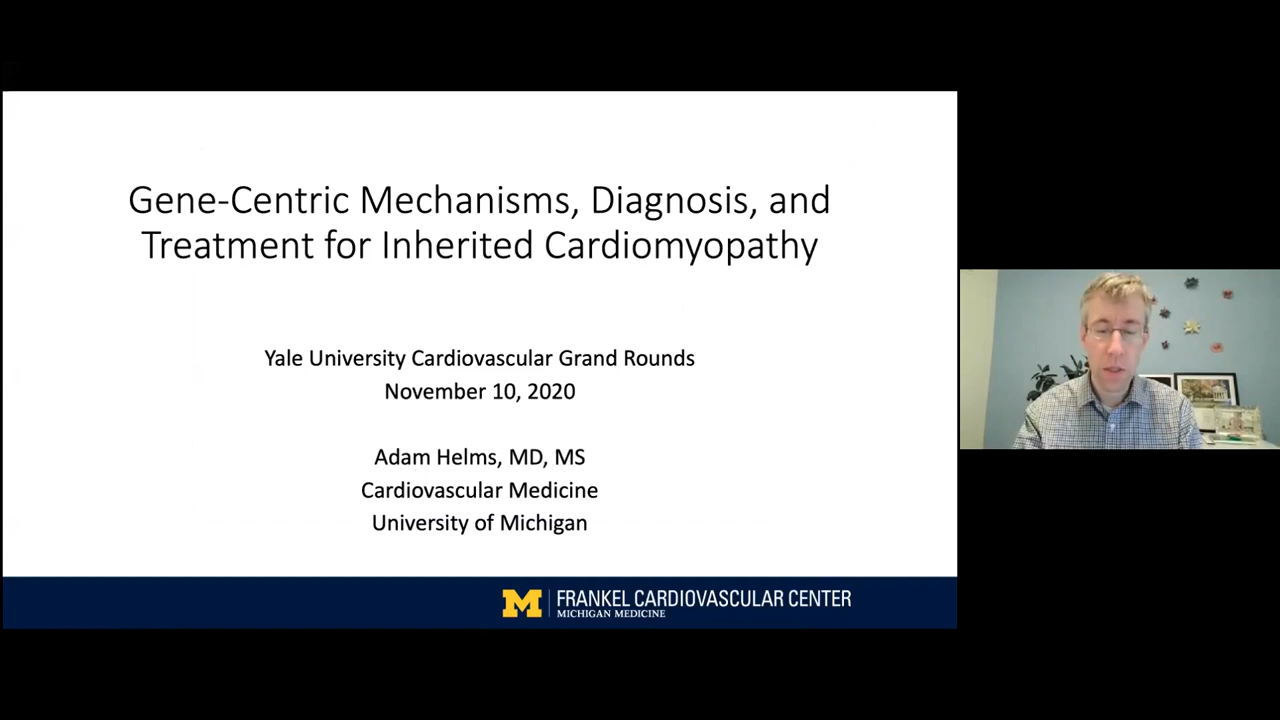 Gene-Centric Mechanisms, Diagnosis, and
Treatment for Inherited Cardiomyopathy
Yale University Cardiovascular Grand Rounds
November 10, 2020
Adam Helms, MD, MS
Cardiovascular Medicine
University of Michigan
M
FRANKEL CARDIOVASCULAR CENTER
MICHIGAN MEDICINE